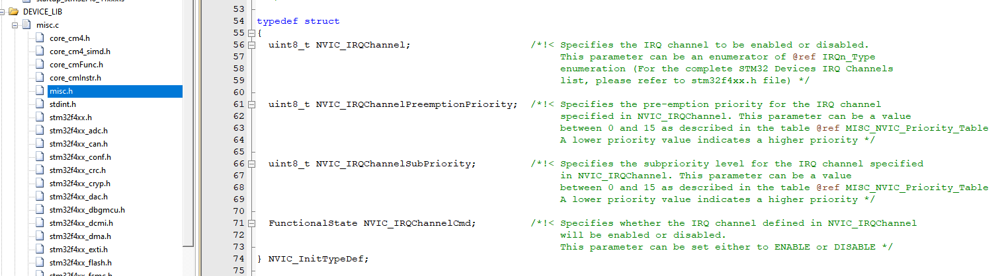 DEVICE_LIB
misc.c
core_cm4.h
core_cm4_simd.h
core_cmFunc.h
core_cmInstr.h
misc.h
stdint.h
stm32f4xx.h
stm32f4xx_adc.h
stm32f4xx_can.h
stm32f4xx_conf.h
stm32f4xx_crc.h
stm32f4xx_cryp.h
stm32f4xx_dac.h
stm32f4xx_dbgmcu.h
stm32f4xx_dcmi.h
stm32f4xx_dma.h
stm32f4xx_exti.h
stm32f4xx_flash.h
53
54 typedef struct
55 {
56 uint8_t NVIC_IRQChannel; /*!< Specifies the IRQ channel to be enabled or disabled.
57 This parameter can be an enumerator of @ref IRQn_Type
58 enumeration (For the complete STM32 Devices IRQ Channels
59 list, please refer to stm32f4xx.h file) */
60
61 uint8_t NVIC_IRQChannelPreemptionPriority; /*!< Specifies the pre-emption priority for the IRQ channel
62 specified in NVIC_IRQChannel. This parameter can be a value
63 between 0 and 15 as described in the table @ref MISC_NVIC_Priority_Table
64 A lower priority value indicates a higher priority */
65
66 uint8_t NVIC_IRQChannelSubPriority; /*!< Specifies the subpriority level for the IRQ channel specified
67 in NVIC_IRQChannel. This parameter can be a value
68 between 0 and 15 as described in the table @ref MISC_NVIC_Priority_Table
69 A lower priority value indicates a higher priority */
70
71 FunctionalState NVIC_IRQChannelCmd; /*!< Specifies whether the IRQ channel defined in NVIC_IRQChannel
72 will be enabled or disabled.
73 This parameter can be set either to ENABLE or DISABLE */
74 } NVIC_InitTypeDef;
75